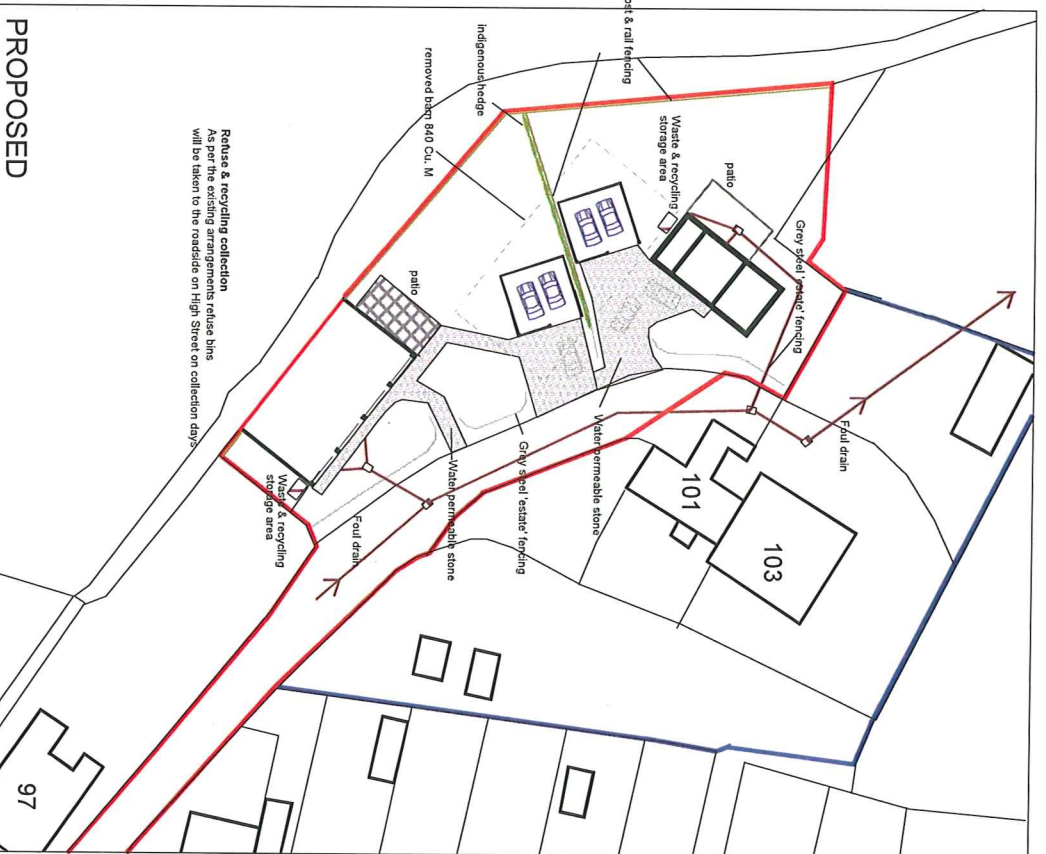 PROPOSED
Refuse & recycling collection
As per the existing arrangements refuse bins
will be taken to the roadside on High Street on collection days
& rail fencing
indigenous hedge
removed barn 840 Cu. M
Waste & recycling
storage area
patio
Grey steel 'estate' fencing
patio
Water permeable stone
Foul drain
101
103
Grey steel 'estate' fencing
Water permeable stone
Foul drain
Waste & recycling
storage area
97